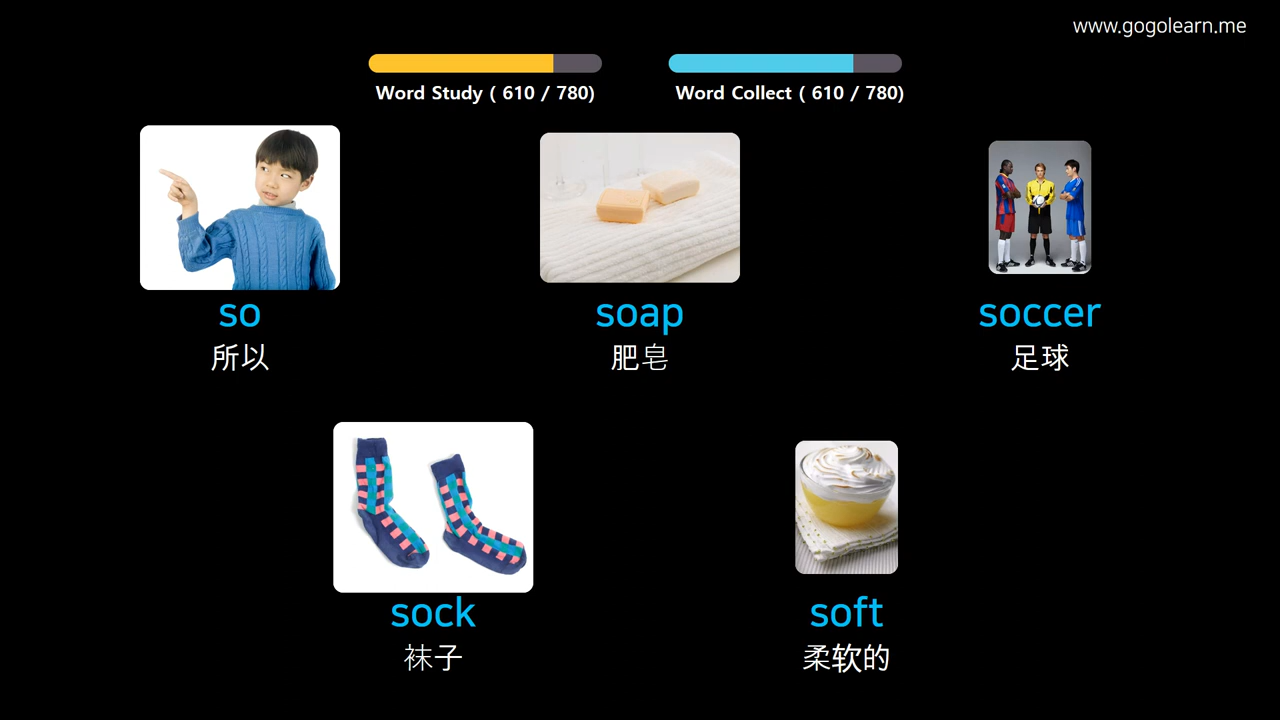 www.gogolearn.me
Word Study ( 610 / 780)
Word Collect ( 610 / 780)
so
所以
soap
肥皂
soccer
足球
sock
袜子
soft
柔软的